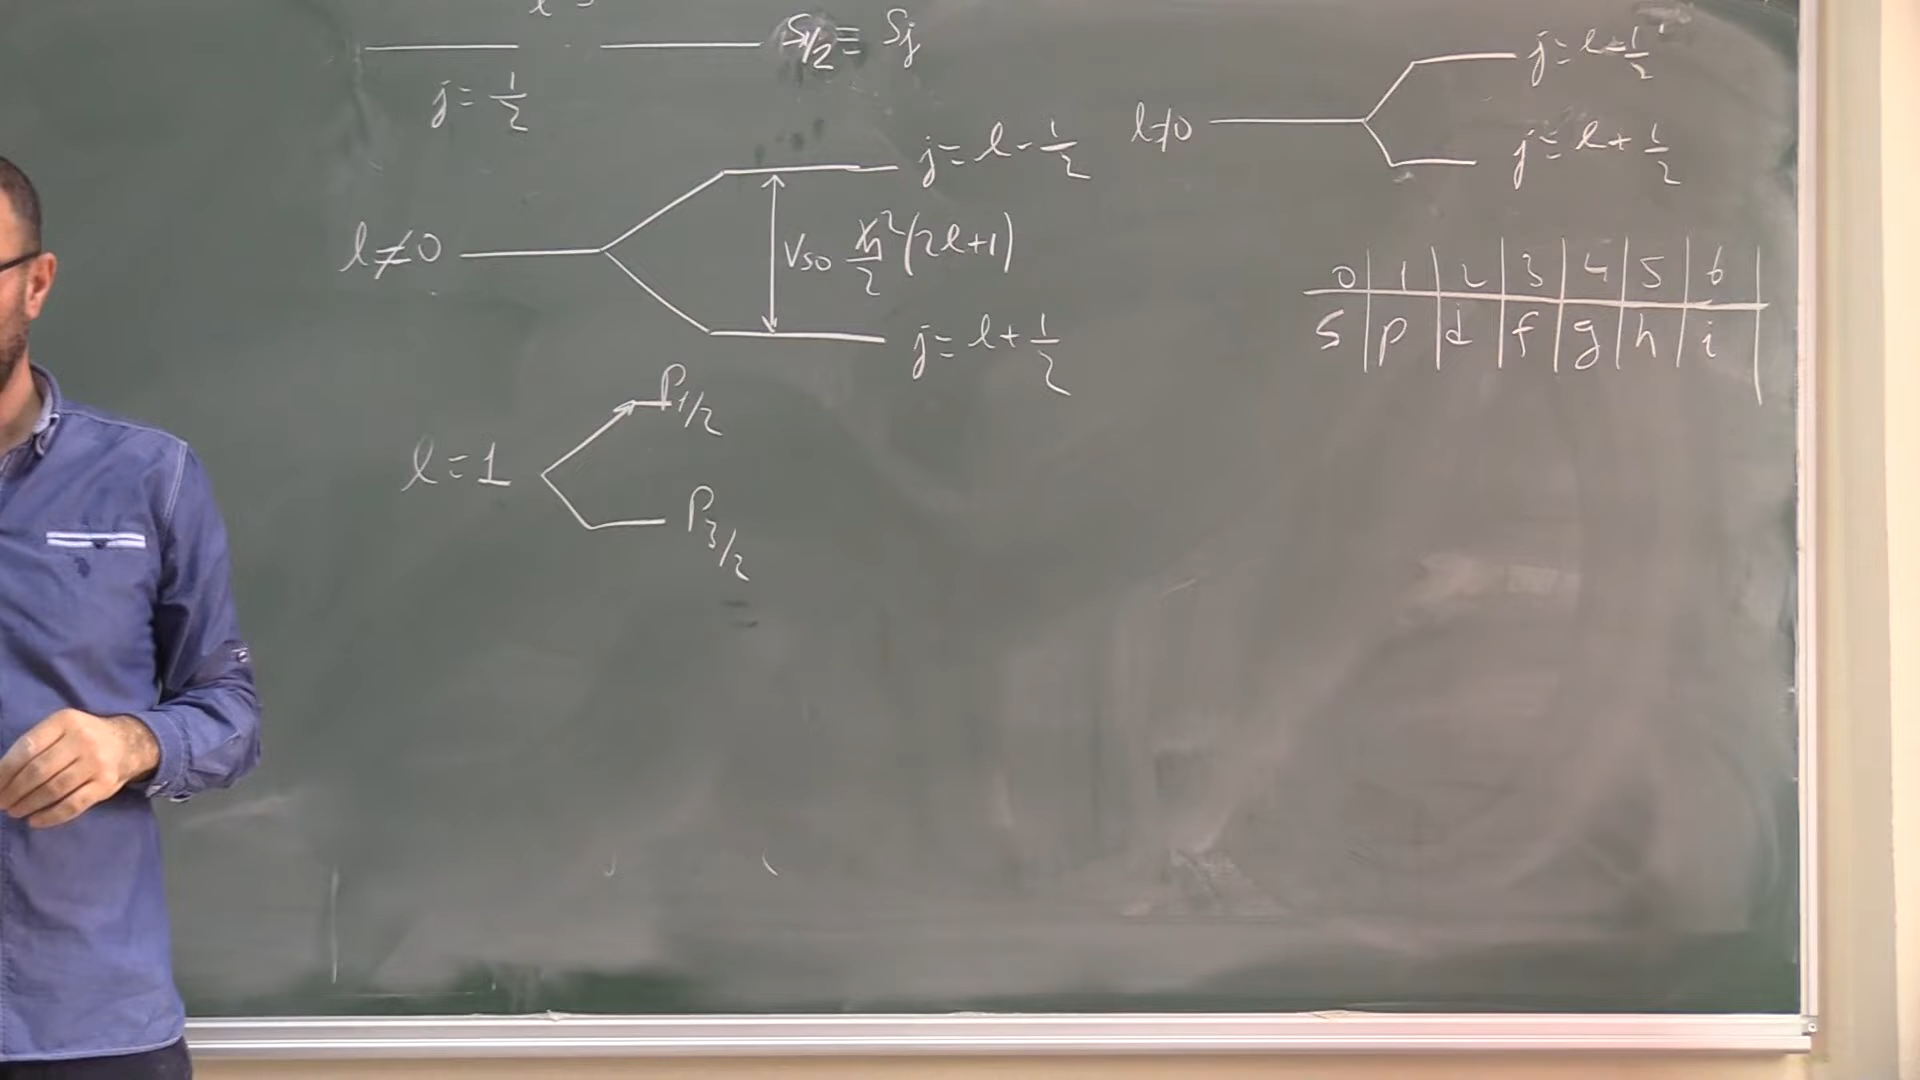 S1/2 ≡ Sj
j = 1/2
l ≠ 0
j = l - 1/2
Vso ħ²/2 (2l+1)
j = l + 1/2
l = 1
P1/2
P3/2
l ≠ 0
j = l - 1/2
j = l + 1/2
0 | 1 | 2 | 3 | 4 | 5 | 6 |
s | p | d | f | g | h | i |